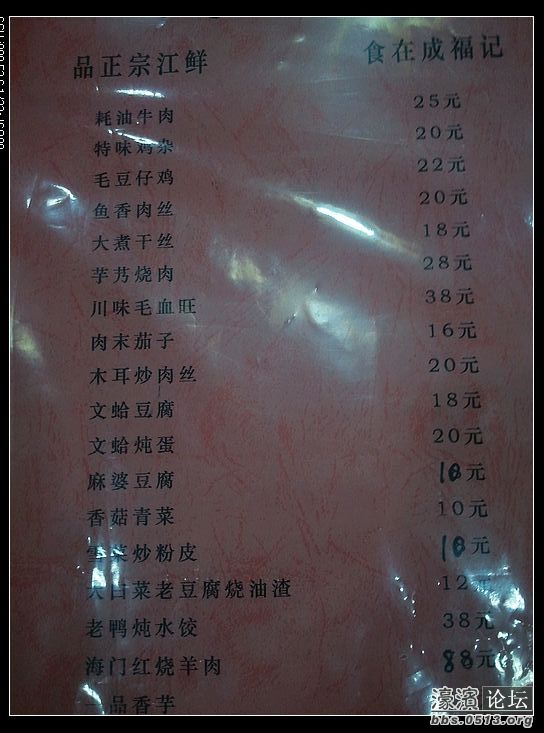 品正宗江鲜 食在成福记
耗油牛肉 25元
特味鸡杂 20元
毛豆仔鸡 22元
鱼香肉丝 20元
大煮干丝 18元
芋艿烧肉 28元
川味毛血旺 38元
肉末茄子 16元
木耳炒肉丝 20元
文蛤豆腐 18元
文蛤炖蛋 20元
麻婆豆腐 元
香菇青菜 10元
雪菜炒粉皮 元
大白菜老豆腐烧油渣 12元
老鸭炖水饺 38元
海门红烧羊肉 88元
一品香芋
濠滨论坛
bbs.0513.org